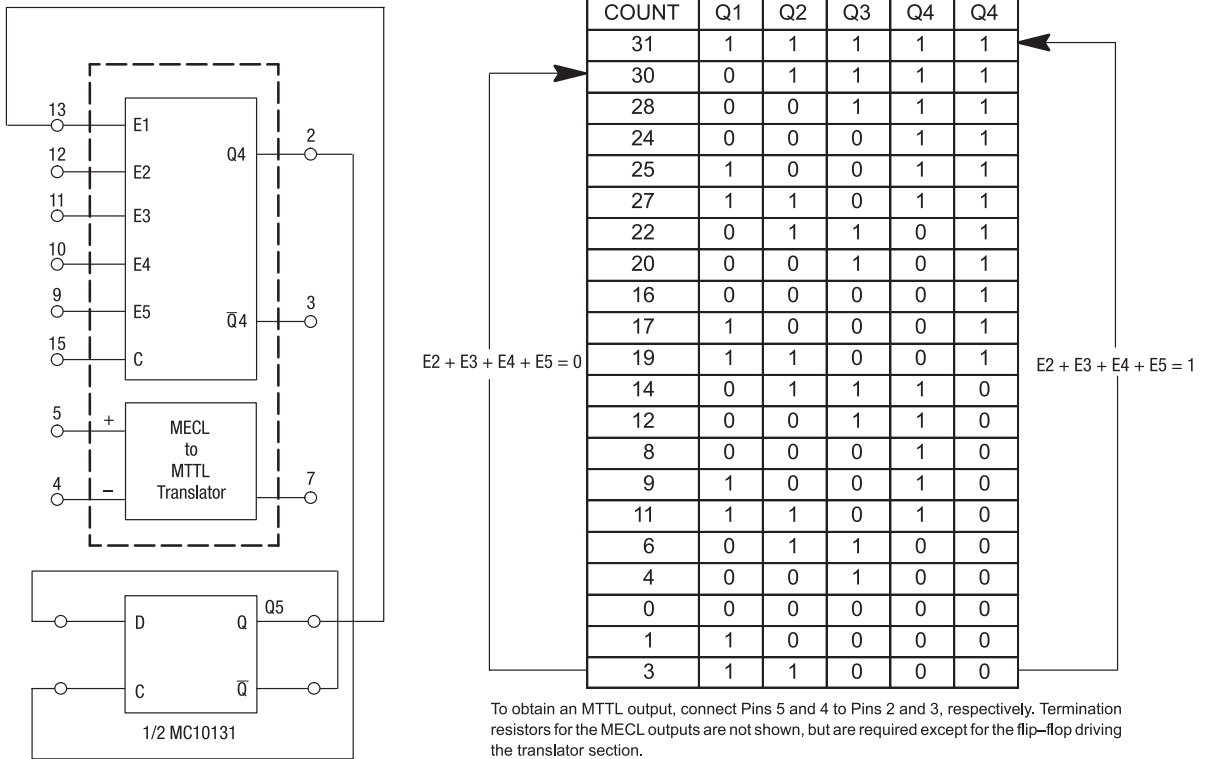 13
E1
12
E2
11
E3
10
E4
9
E5
15
C
Q4
2
Q̅4
3
5
+
4
–
MECL
to
MTTL
Translator
7
D
Q
Q5
C
Q̅
1/2 MC10131
COUNT Q1 Q2 Q3 Q4 Q4
31 1 1 1 1 1
30 0 1 1 1 1
28 0 0 1 1 1
24 0 0 0 1 1
25 1 0 0 1 1
27 1 1 0 1 1
22 0 1 1 0 1
20 0 0 1 0 1
16 0 0 0 0 1
17 1 0 0 0 1
19 1 1 0 0 1
14 0 1 1 1 0
12 0 0 1 1 0
8 0 0 0 1 0
9 1 0 0 1 0
11 1 1 0 1 0
6 0 1 1 0 0
4 0 0 1 0 0
0 0 0 0 0 0
1 1 0 0 0 0
3 1 1 0 0 0
E2 + E3 + E4 + E5 = 0
E2 + E3 + E4 + E5 = 1
To obtain an MTTL output, connect Pins 5 and 4 to Pins 2 and 3, respectively. Termination
resistors for the MECL outputs are not shown, but are required except for the flip–flop driving
the translator section.